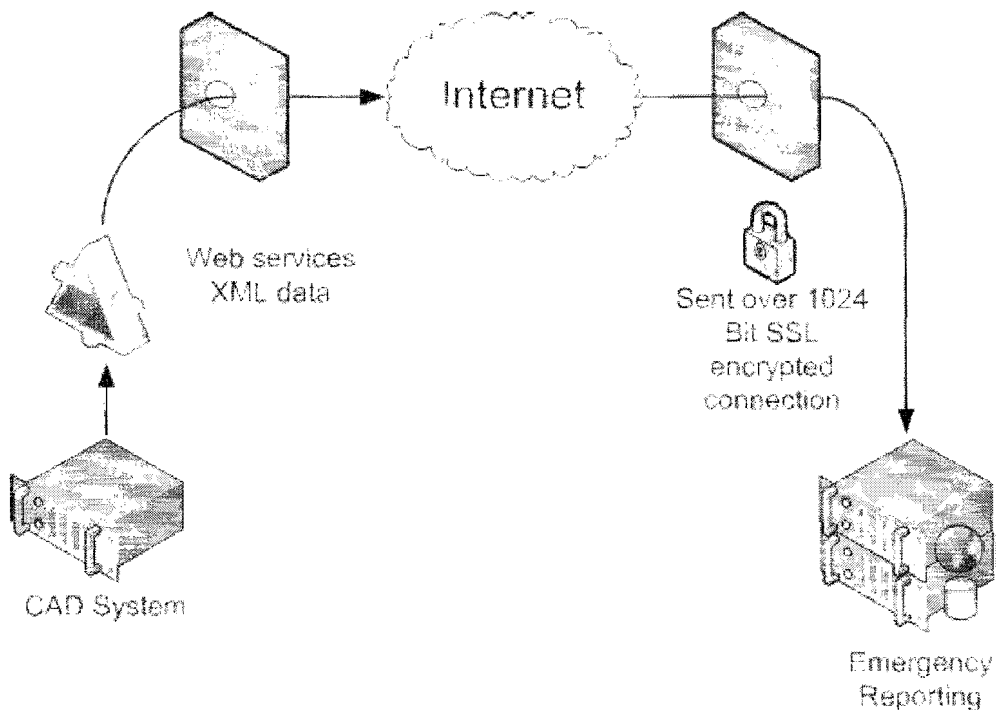 Internet
Web services
XML data
Sent over 1024
Bit SSL
encrypted
connection
CAD System
Emergency
Reporting